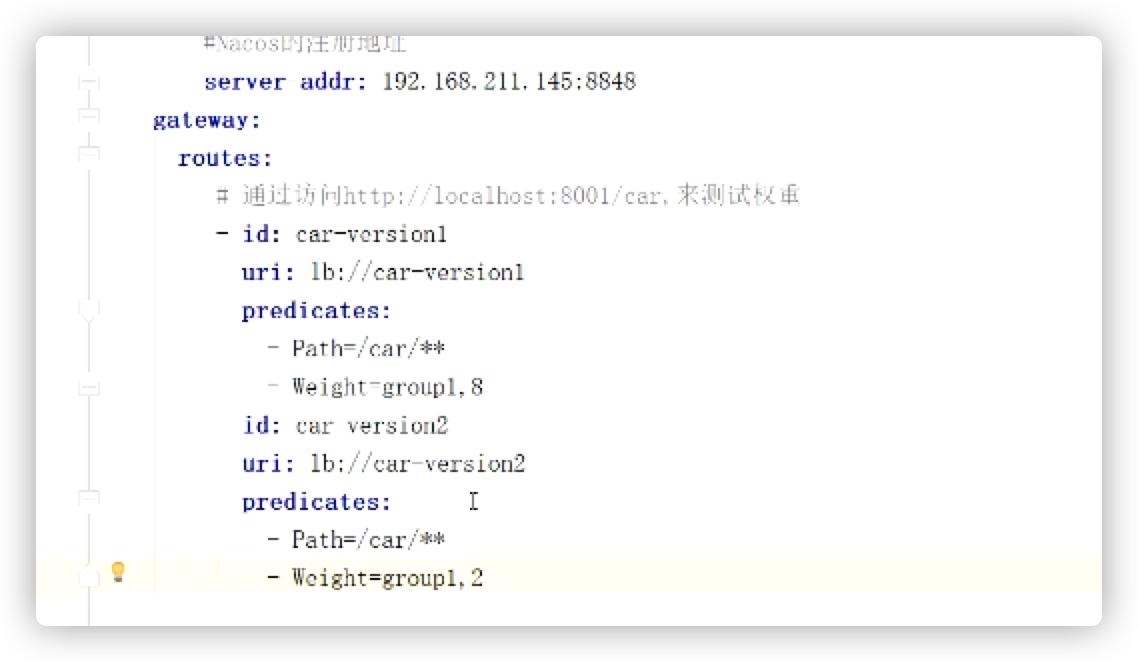 #Nacos的注册地址
server addr: 192.168.211.145:8848
gateway:
routes:
# 通过访问http://localhost:8001/car,来测试权重
- id: car-version1
uri: lb://car-version1
predicates:
- Path=/car/**
- Weight=group1,8
id: car version2
uri: lb://car-version2
predicates:
- Path=/car/**
- Weight=group1,2